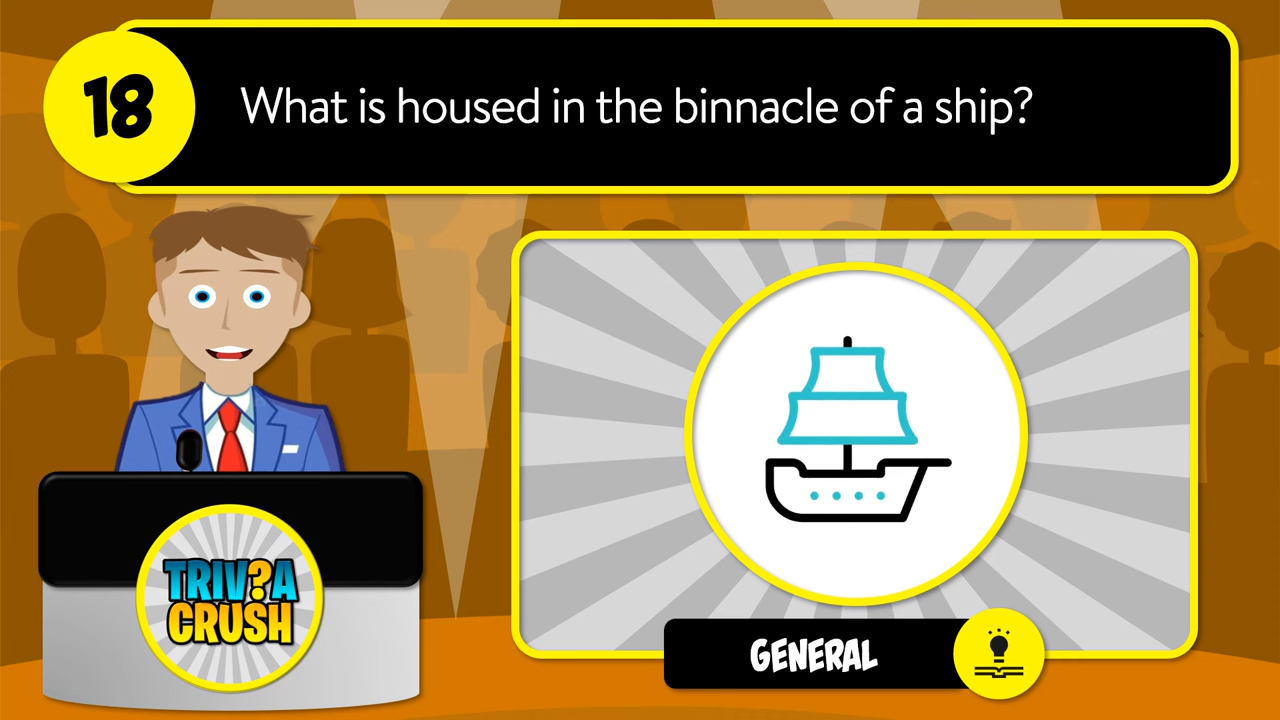 18
What is housed in the binnacle of a ship?
TRIV?A
CRUSH
GENERAL